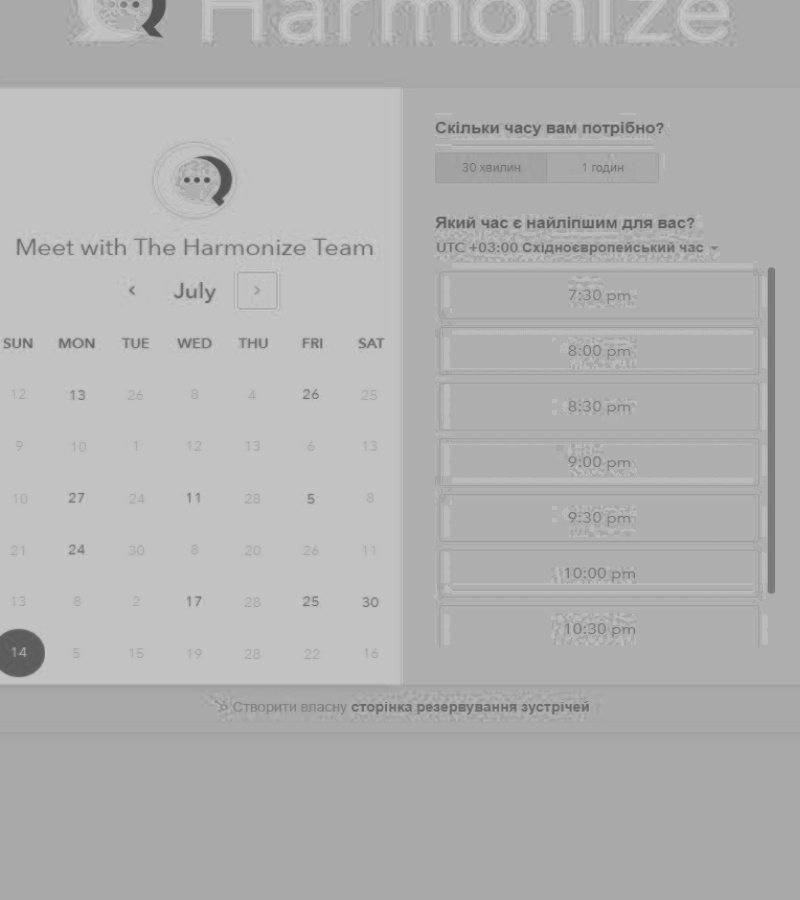 Harmonize
Meet with The Harmonize Team
July
SUN MON TUE WED THU FRI SAT
12 13 26 8 4 26 25
9 10 1 12 13 6 13
10 27 24 11 28 5 8
21 24 30 8 20 26 11
13 8 2 17 28 25 30
14 5 15 19 28 22 16
Скільки часу вам потрібно?
30 хвилин 1 годин
Який час є найліпшим для вас?
UTC +03:00 Східноєвропейський час
7:30 pm
8:00 pm
8:30 pm
9:00 pm
9:30 pm
10:00 pm
10:30 pm
Створити власну сторінка резервування зустрічей